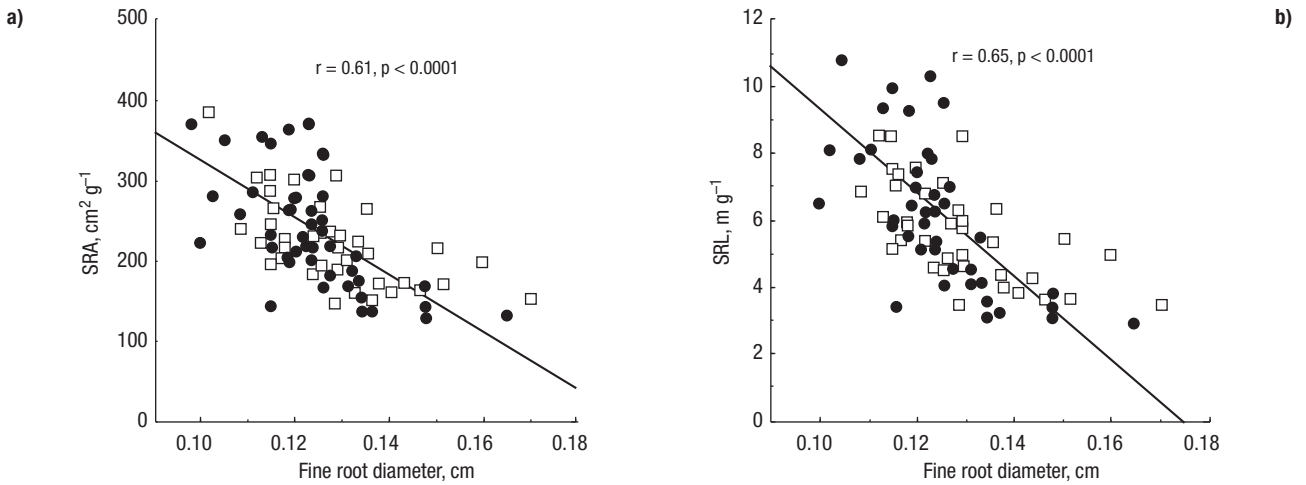 a)
500
400
300
200
100
0
SRA, cm² g⁻¹
r = 0.61, p < 0.0001
0.10 0.12 0.14 0.16 0.18
Fine root diameter, cm
b)
12
10
8
6
4
2
0
SRL, m g⁻¹
r = 0.65, p < 0.0001
0.10 0.12 0.14 0.16 0.18
Fine root diameter, cm